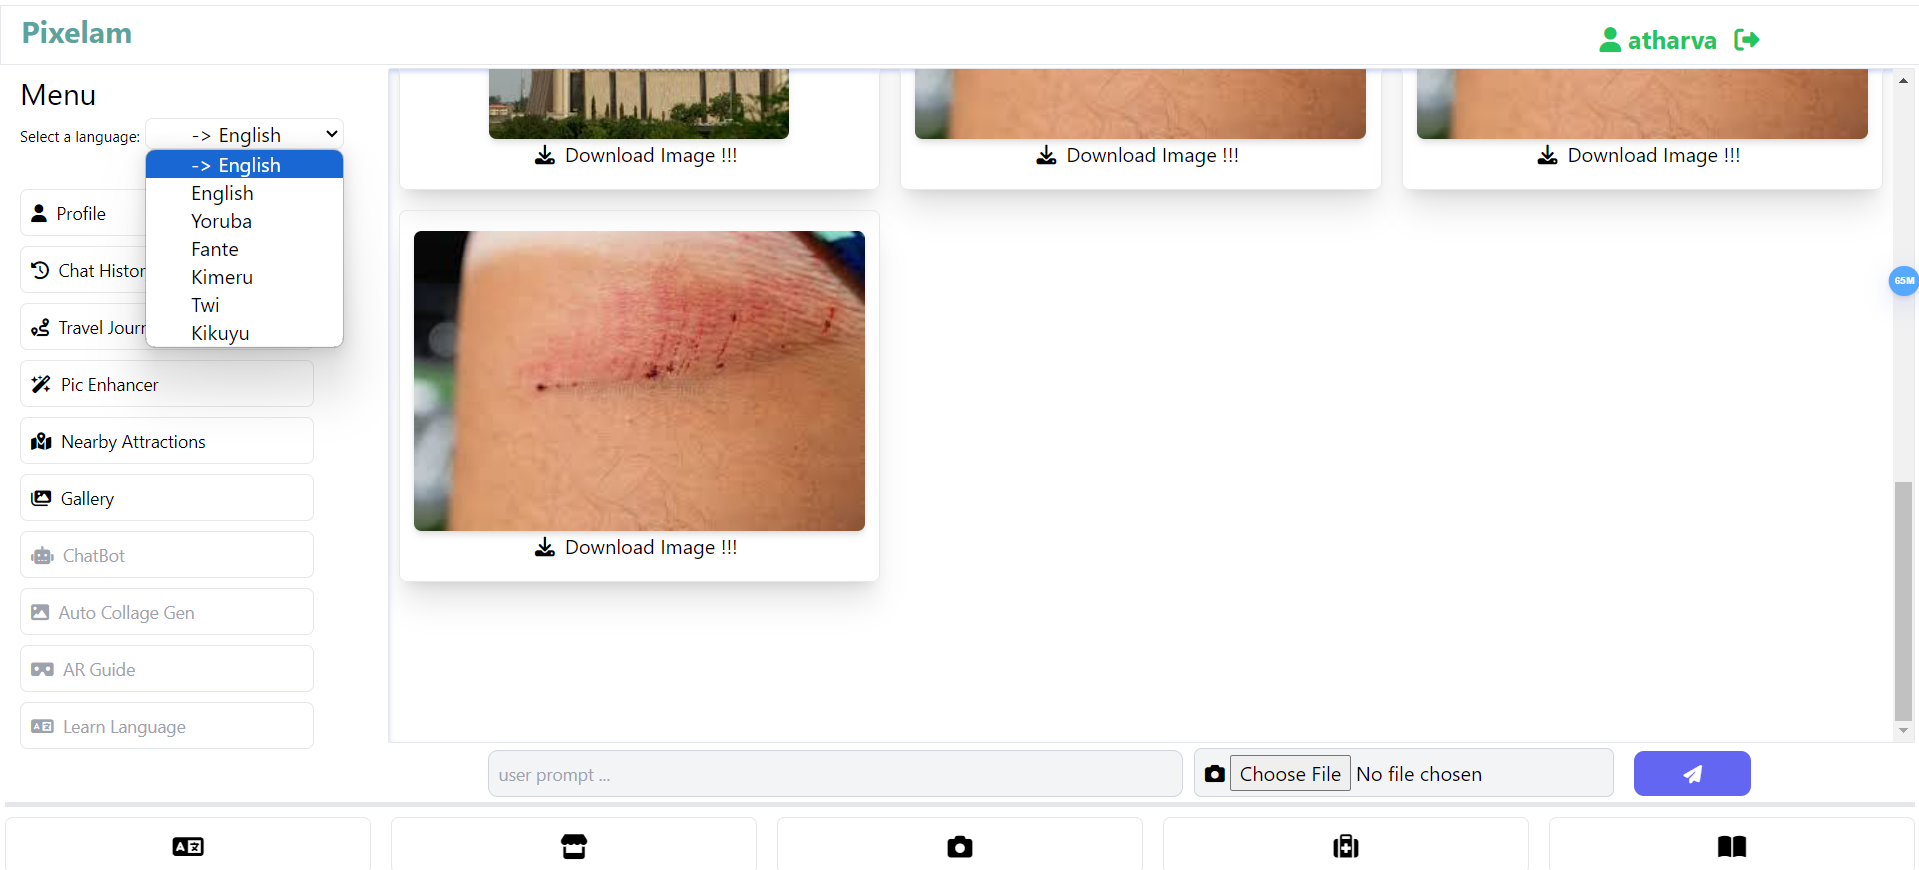 Pixelam
atharva
Menu
Select a language:
-> English
-> English
English
Yoruba
Fante
Kimeru
Twi
Kikuyu
Profile
Chat Histor
Travel Jour
Pic Enhancer
Nearby Attractions
Gallery
ChatBot
Auto Collage Gen
AR Guide
Learn Language
Download Image !!!
Download Image !!!
Download Image !!!
Download Image !!!
65M
user prompt ...
Choose File No file chosen